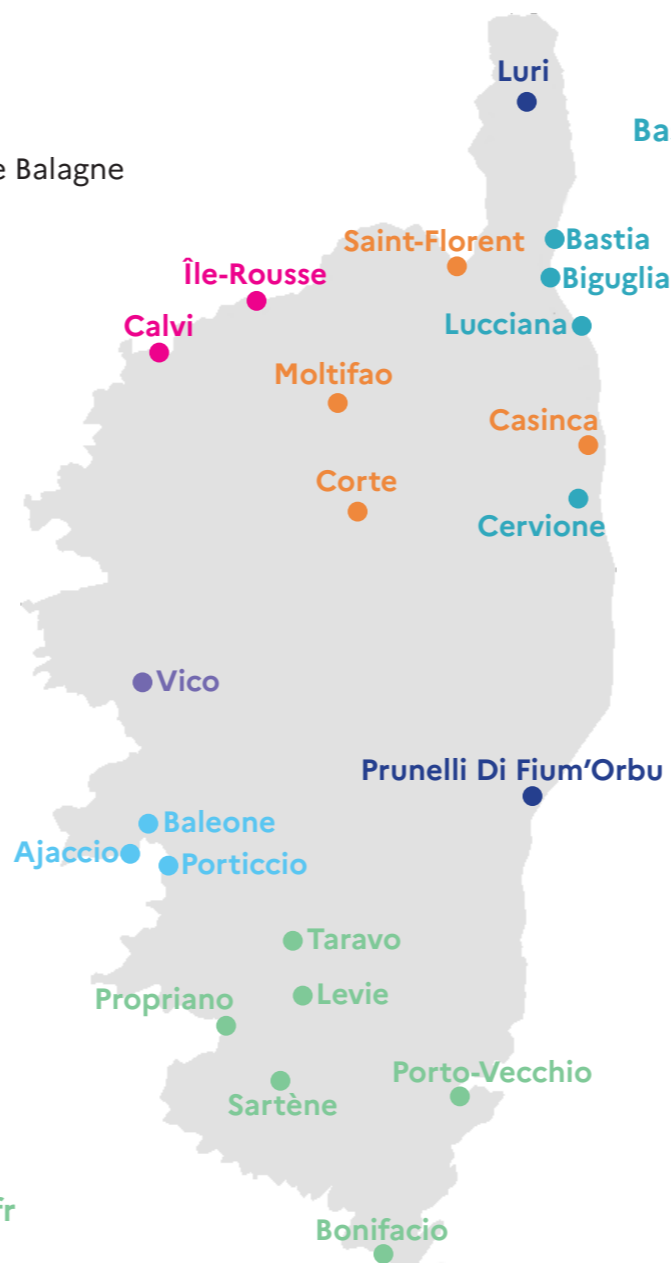 Luri
Ba
e Balagne
Bastia
Saint-Florent
Île-Rousse
Biguglia
Calvi
Lucciana
Moltifao
Casinca
Corte
Cervione
Vico
Prunelli Di Fium'Orbu
Baleone
Ajaccio
Porticcio
Taravo
Levie
Propriano
Porto-Vecchio
Sartène
fr
Bonifacio